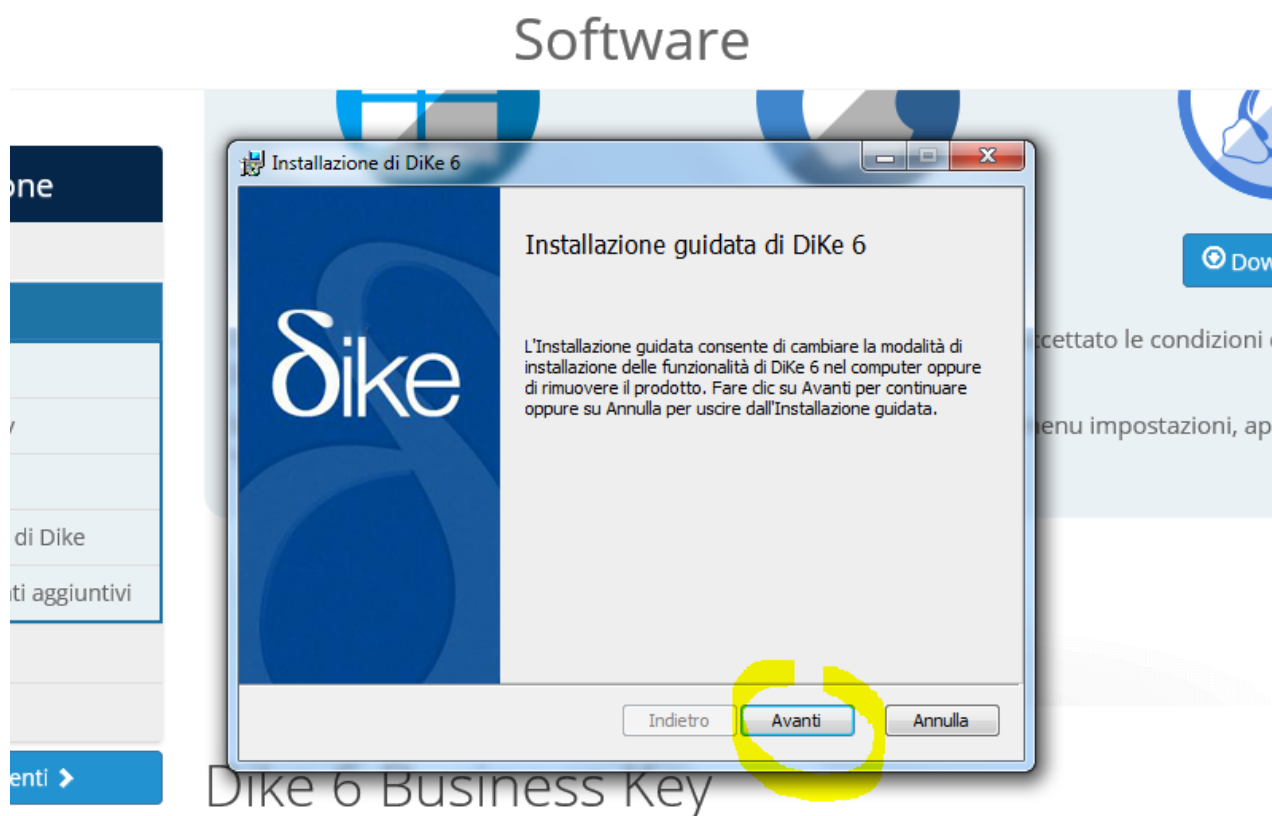 Software
one
Installazione di DiKe 6
Installazione guidata di DiKe 6
L'Installazione guidata consente di cambiare la modalità di
installazione delle funzionalità di DiKe 6 nel computer oppure
di rimuovere il prodotto. Fare clic su Avanti per continuare
oppure su Annulla per uscire dall'Installazione guidata.
δike
Dow
ccettato le condizioni
enu impostazioni, ap
di Dike
ti aggiuntivi
Indietro
Avanti
Annulla
enti
Dike 6 Business Key